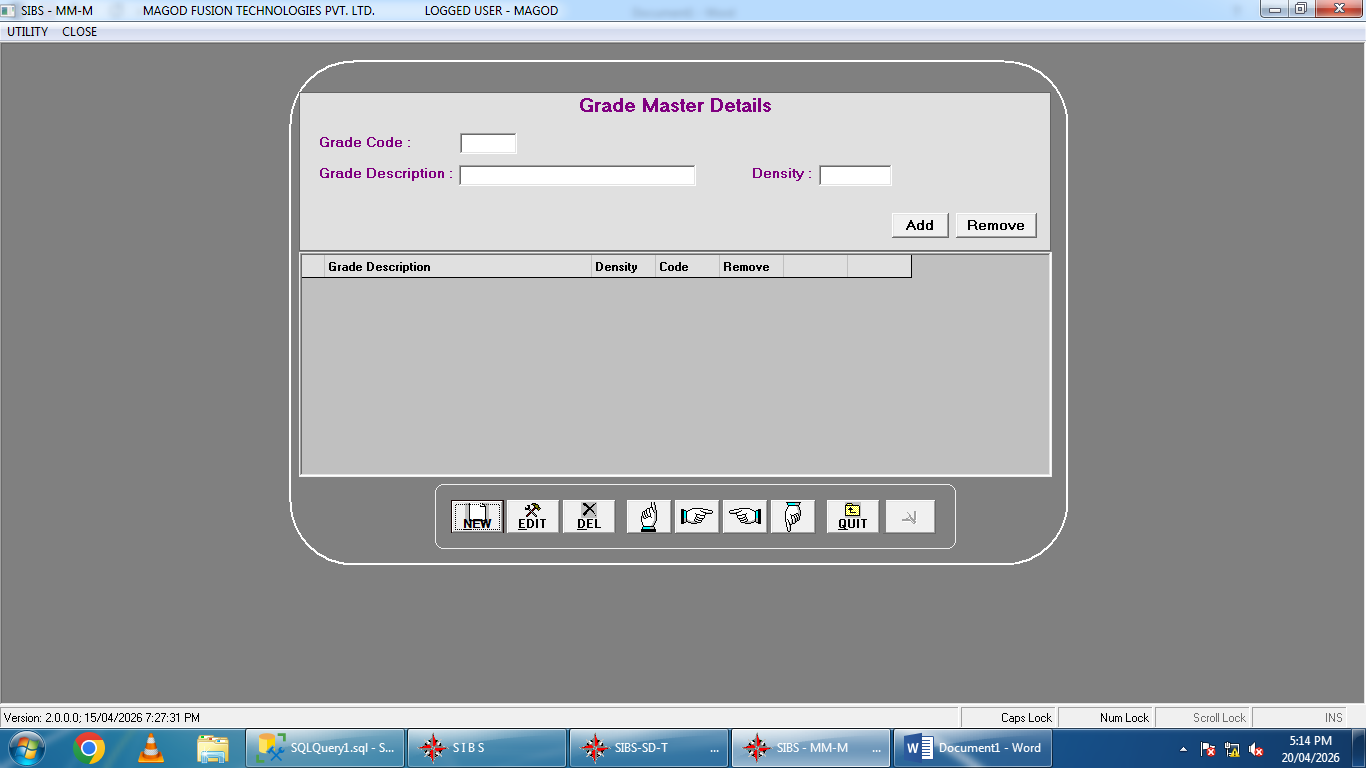 SIBS - MM-M MAGOD FUSION TECHNOLOGIES PVT. LTD. LOGGED USER - MAGOD
UTILITY CLOSE
Grade Master Details
Grade Code :
Grade Description : Density :
Add Remove
Grade Description Density Code Remove
NEW EDIT DEL QUIT
Version: 2.0.0.0; 15/04/2026 7:27:31 PM Caps Lock Num Lock Scroll Lock INS
SQLQuery1.sql - S... S I B S SIBS-SD-T ... SIBS - MM-M ... Document1 - Word 5:14 PM
20/04/2026